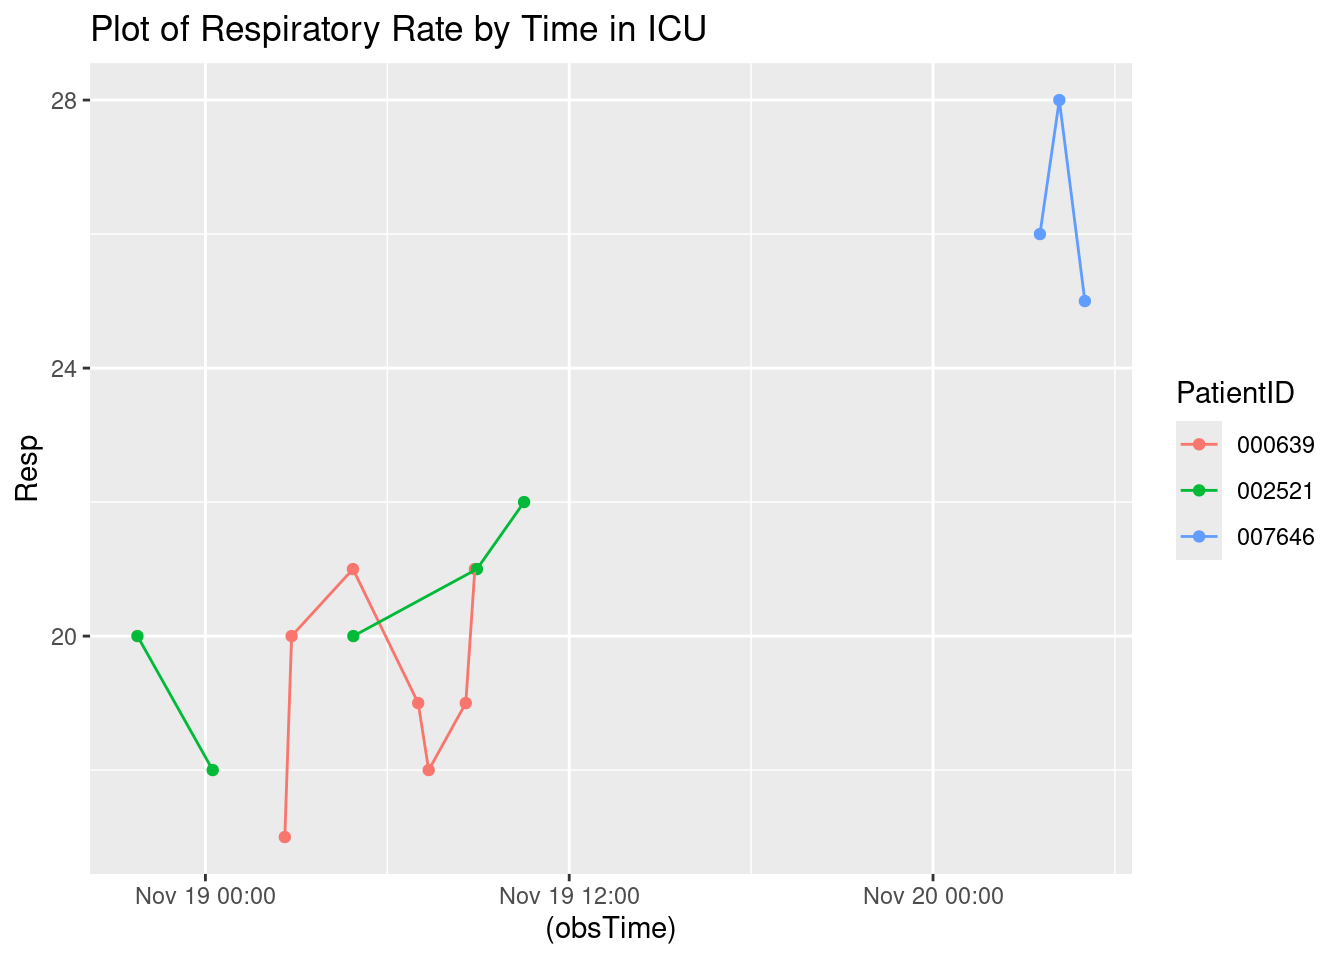 Plot of Respiratory Rate by Time in ICU
28
24
20
Resp
Nov 19 00:00
Nov 19 12:00
Nov 20 00:00
(obsTime)
PatientID
000639
002521
007646